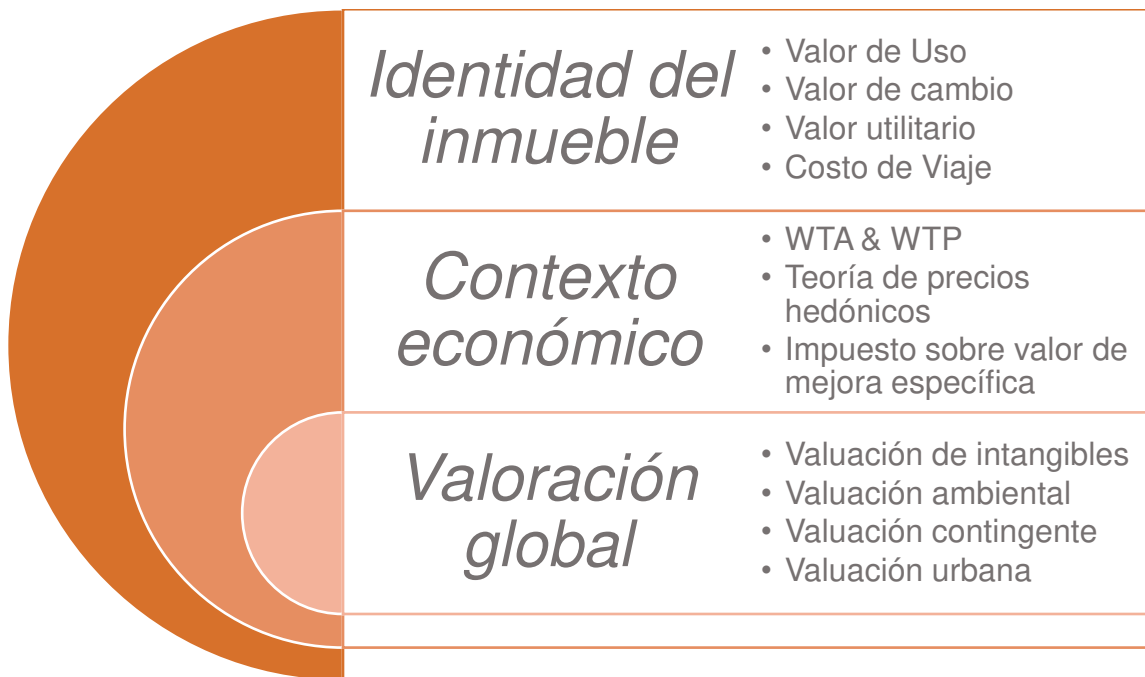 Identidad del
inmueble
• Valor de Uso
• Valor de cambio
• Valor utilitario
• Costo de Viaje
Contexto
económico
• WTA & WTP
• Teoría de precios
hedónicos
• Impuesto sobre valor de
mejora específica
Valoración
global
• Valuación de intangibles
• Valuación ambiental
• Valuación contingente
• Valuación urbana